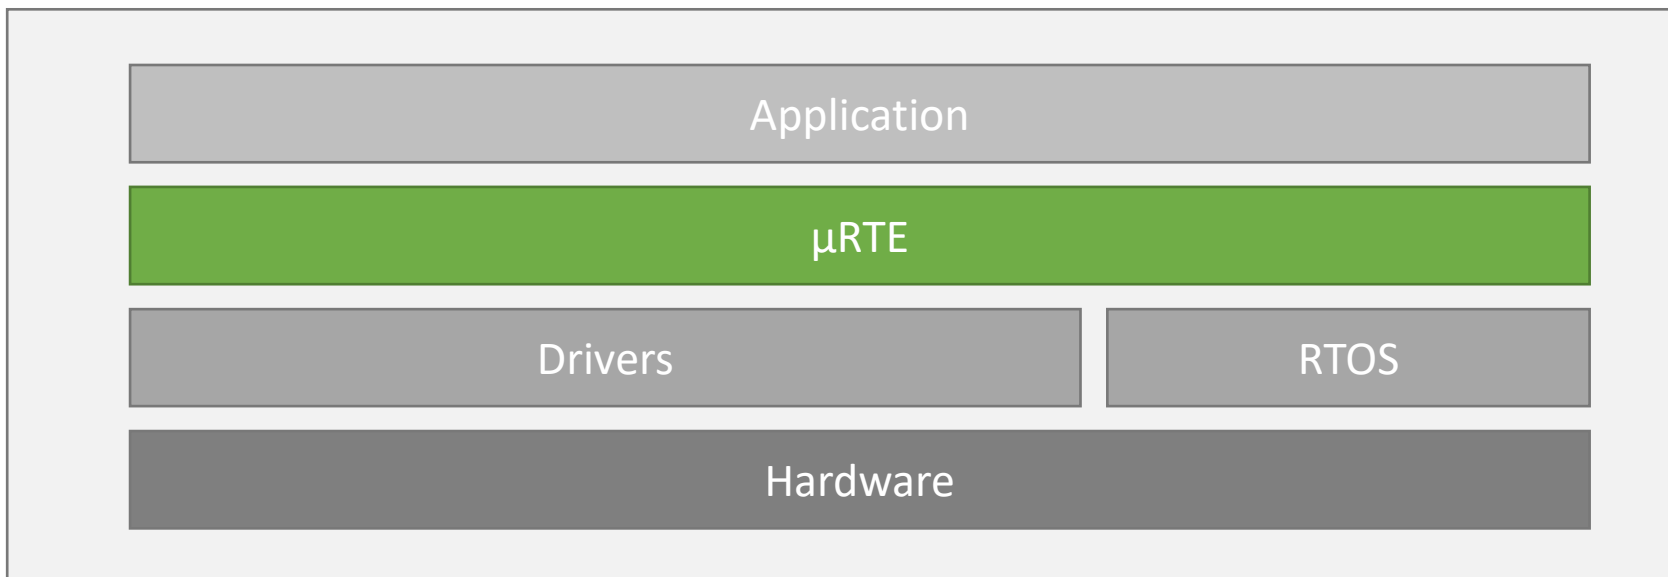 Application
µRTE
Drivers
RTOS
Hardware